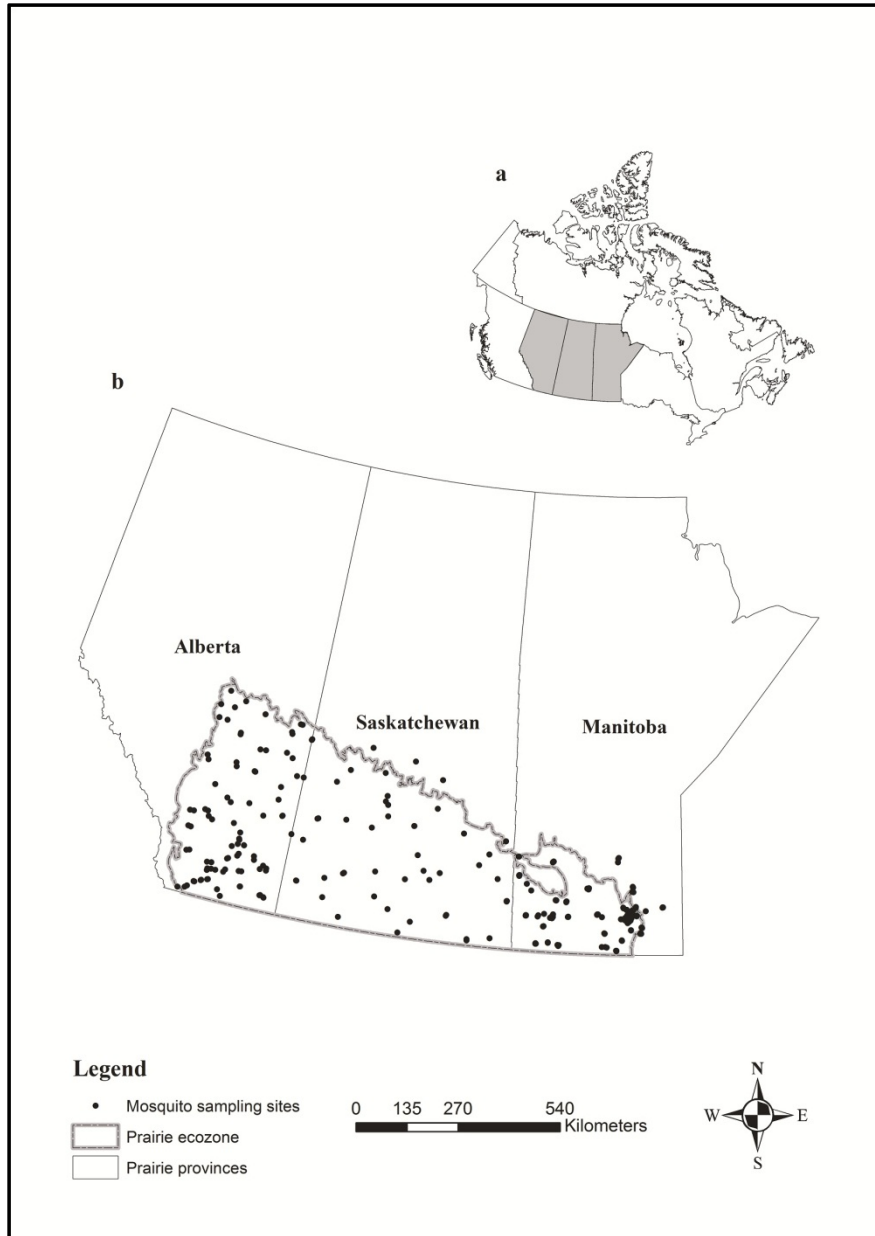 a
b
Alberta
Saskatchewan
Manitoba
Legend
Mosquito sampling sites
Prairie ecozone
Prairie provinces
0 135 270 540
Kilometers
N
W E
S